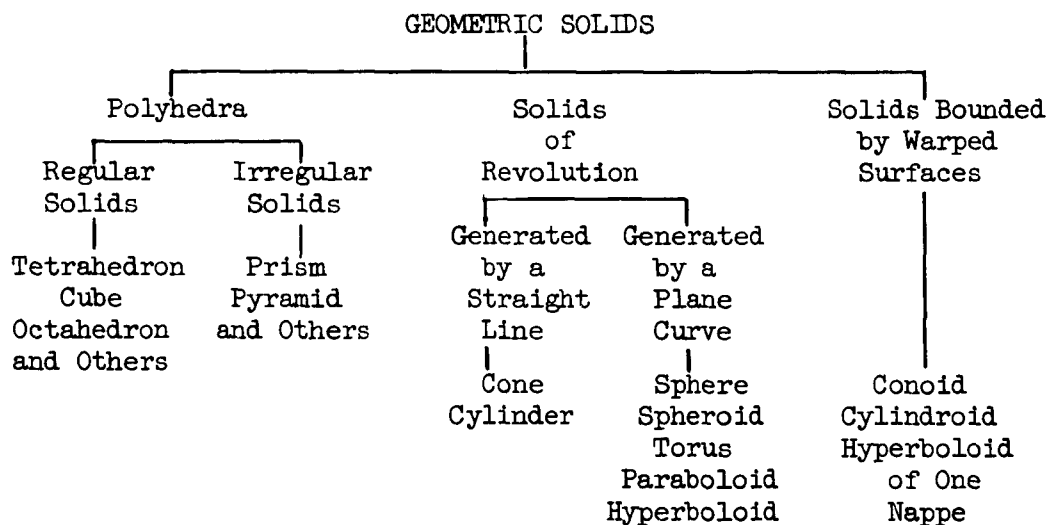 GEOMETRIC SOLIDS
Polyhedra
Regular
Solids
Tetrahedron
Cube
Octahedron
and Others
Irregular
Solids
Prism
Pyramid
and Others
Solids
of
Revolution
Generated
by a
Straight
Line
Cone
Cylinder
Generated
by a
Plane
Curve
Sphere
Spheroid
Torus
Paraboloid
Hyperboloid
Solids Bounded
by Warped
Surfaces
Conoid
Cylindroid
Hyperboloid
of One
Nappe